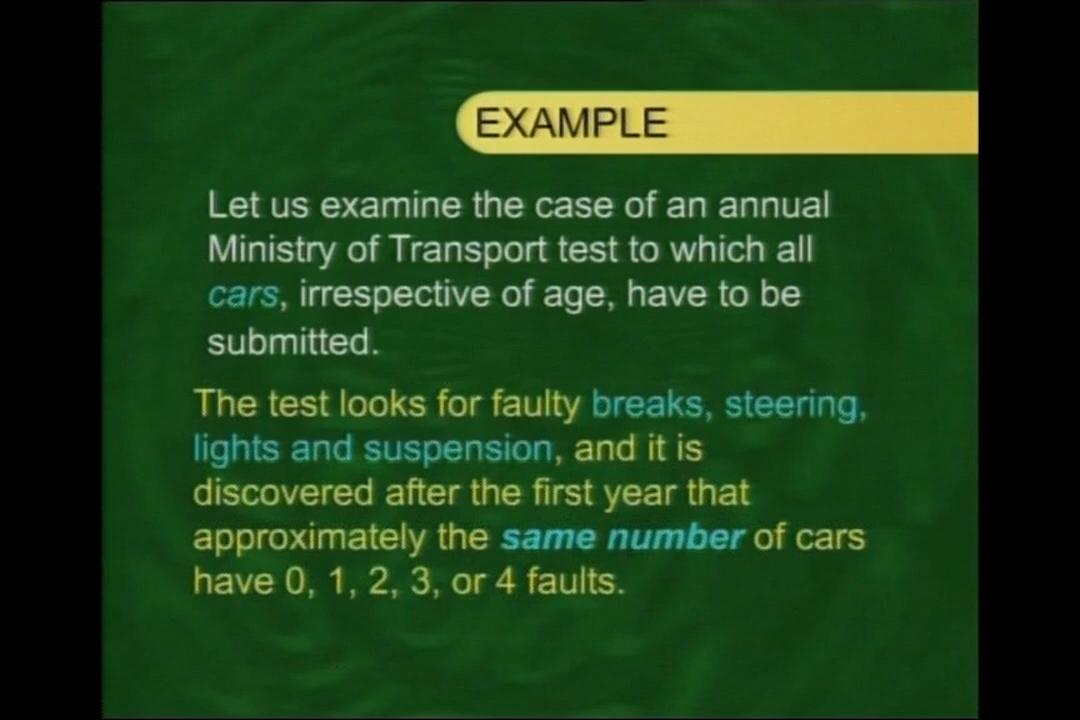 EXAMPLE
Let us examine the case of an annual
Ministry of Transport test to which all
cars, irrespective of age, have to be
submitted.
The test looks for faulty breaks, steering,
lights and suspension, and it is
discovered after the first year that
approximately the same number of cars
have 0, 1, 2, 3, or 4 faults.